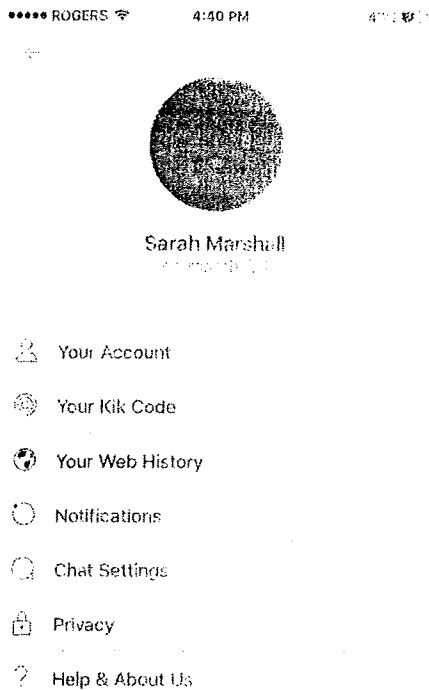 ROGERS 4:40 PM
Sarah Marshall
Your Account
Your Kik Code
Your Web History
Notifications
Chat Settings
Privacy
Help & About Us